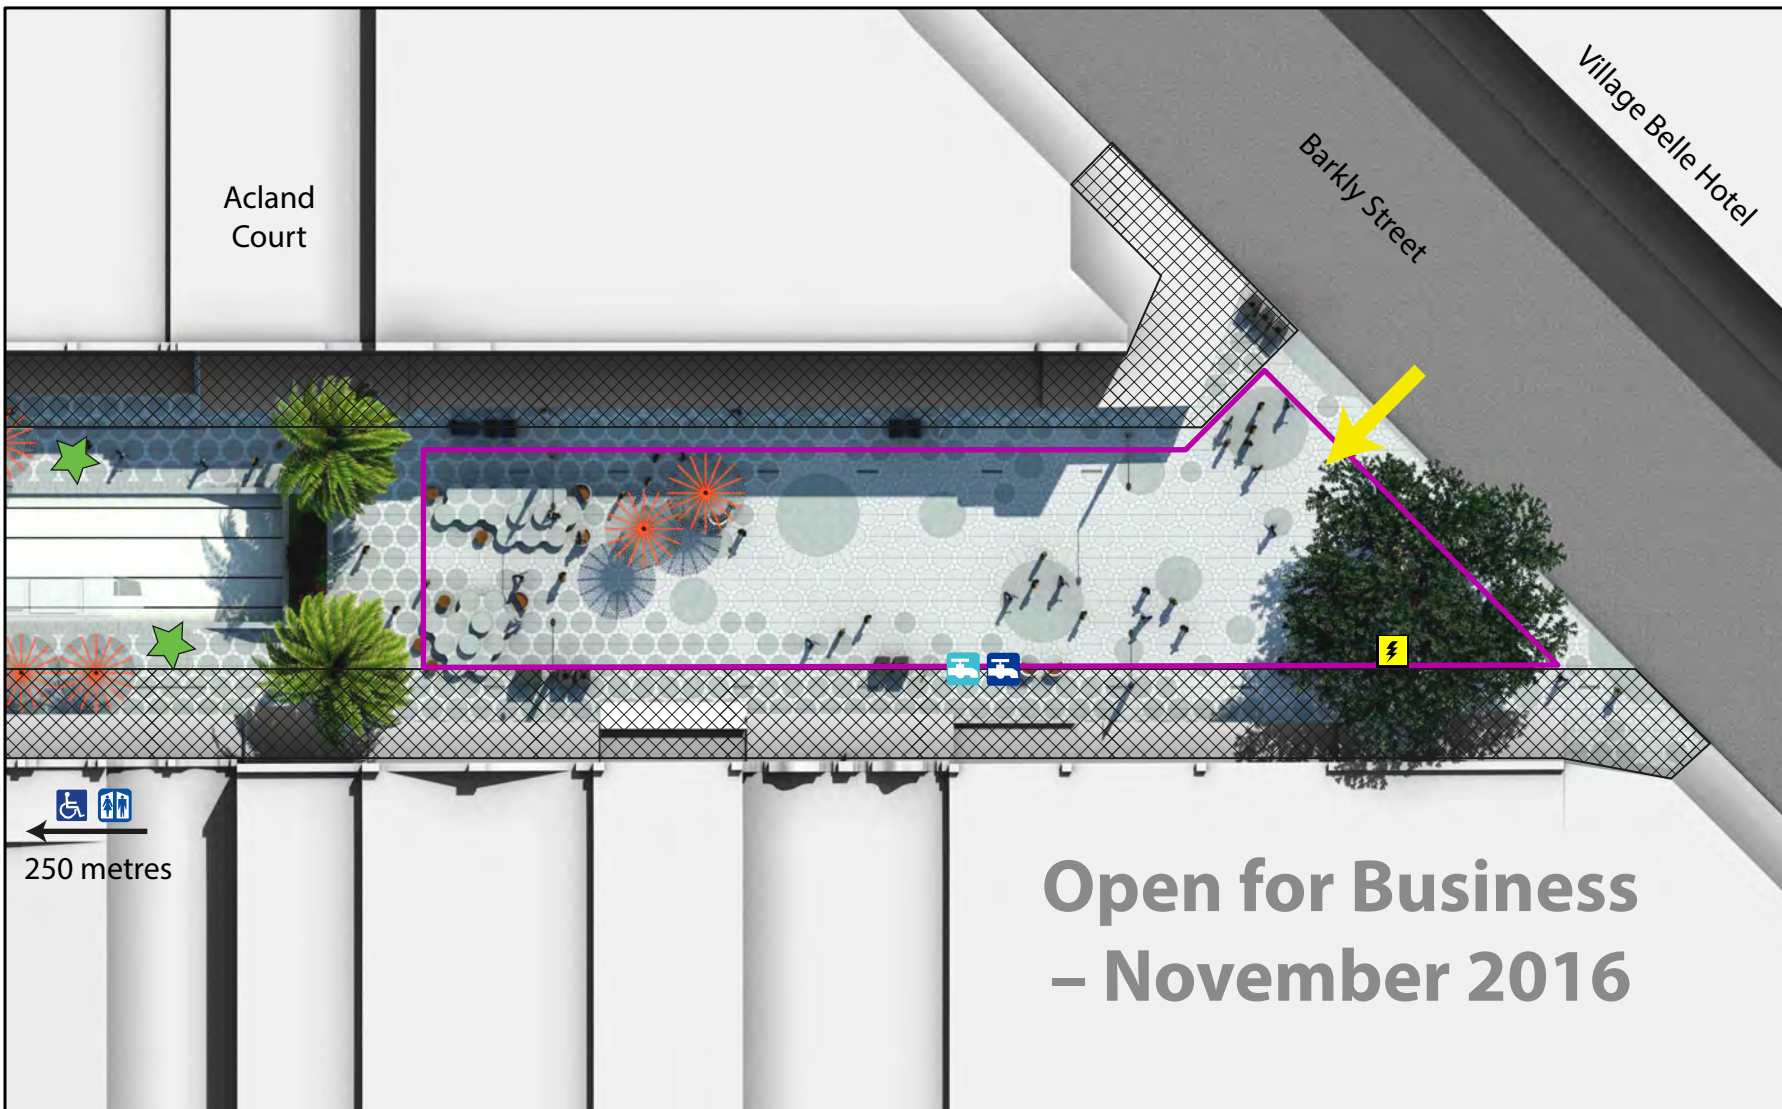 Acland
Court
Barkly Street
Village Belle Hotel
250 metres
Open for Business
– November 2016